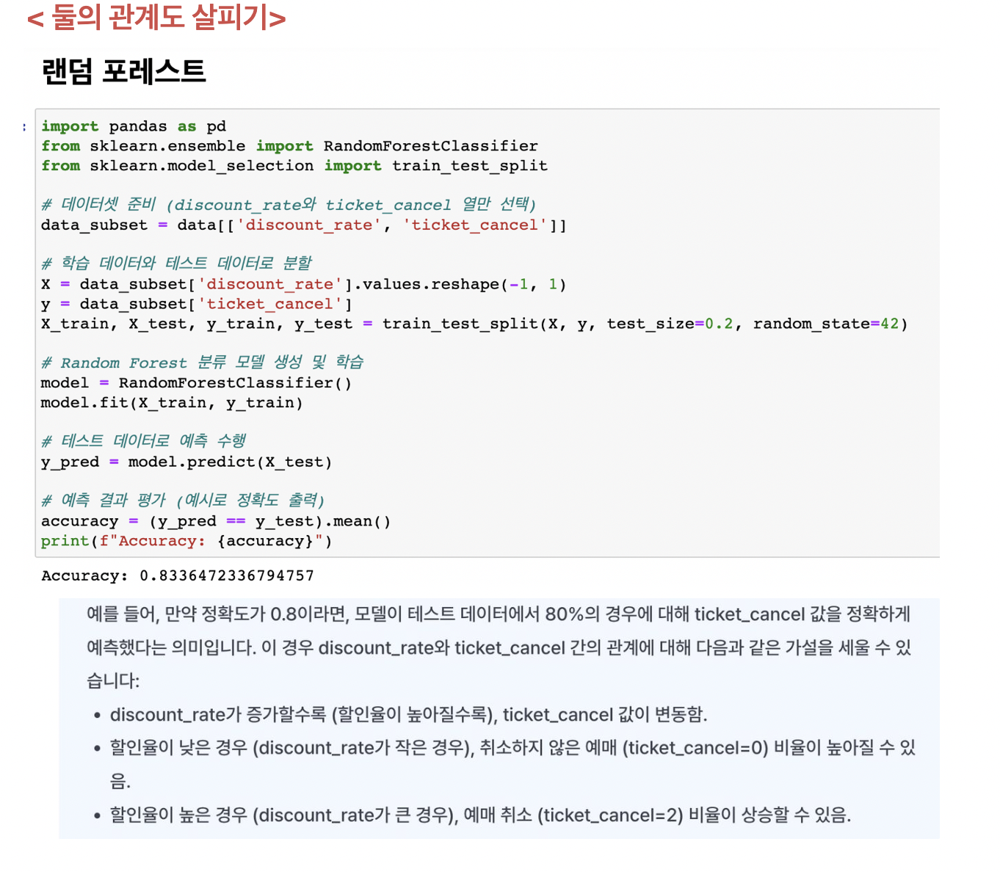 < 둘의 관계도 살피기>
랜덤 포레스트
:
import pandas as pd
from sklearn.ensemble import RandomForestClassifier
from sklearn.model_selection import train_test_split
# 데이터셋 준비 (discount_rate와 ticket_cancel 열만 선택)
data_subset = data[['discount_rate', 'ticket_cancel']]
# 학습 데이터와 테스트 데이터로 분할
X = data_subset['discount_rate'].values.reshape(-1, 1)
y = data_subset['ticket_cancel']
X_train, X_test, y_train, y_test = train_test_split(X, y, test_size=0.2, random_state=42)
# Random Forest 분류 모델 생성 및 학습
model = RandomForestClassifier()
model.fit(X_train, y_train)
# 테스트 데이터로 예측 수행
y_pred = model.predict(X_test)
# 예측 결과 평가 (예시로 정확도 출력)
accuracy = (y_pred == y_test).mean()
print(f"Accuracy: {accuracy}")
Accuracy: 0.8336472336794757
예를 들어, 만약 정확도가 0.8이라면, 모델이 테스트 데이터에서 80%의 경우에 대해 ticket_cancel 값을 정확하게
예측했다는 의미입니다. 이 경우 discount_rate와 ticket_cancel 간의 관계에 대해 다음과 같은 가설을 세울 수 있
습니다:
• discount_rate가 증가할수록 (할인율이 높아질수록), ticket_cancel 값이 변동함.
• 할인율이 낮은 경우 (discount_rate가 작은 경우), 취소하지 않은 예매 (ticket_cancel=0) 비율이 높아질 수 있
음.
• 할인율이 높은 경우 (discount_rate가 큰 경우), 예매 취소 (ticket_cancel=2) 비율이 상승할 수 있음.